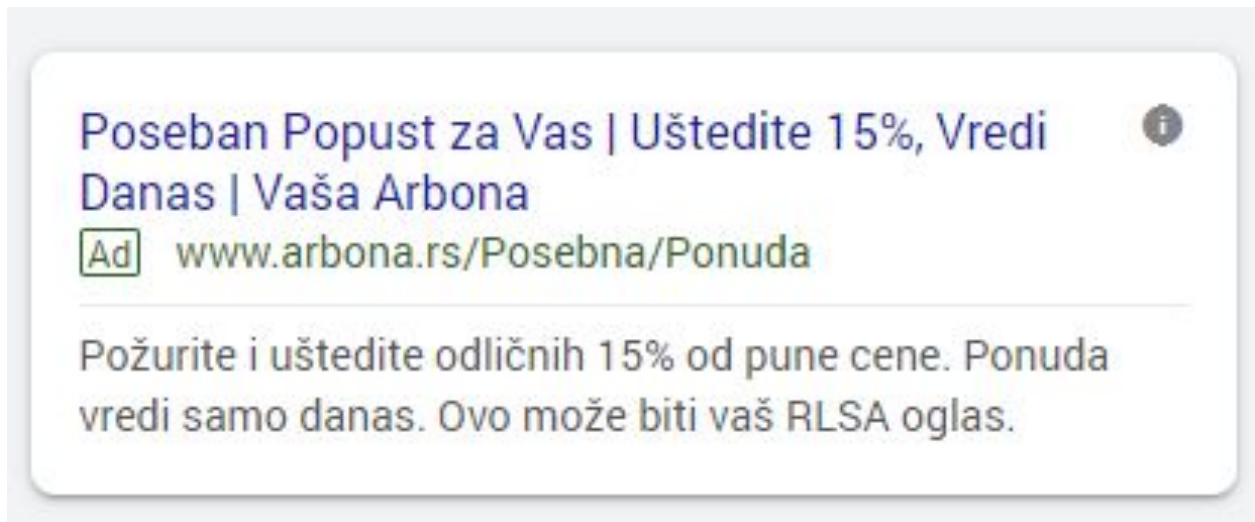 Poseban Popust za Vas | Uštedite 15%, Vredi
Danas | Vaša Arbona
Ad www.arbona.rs/Posebna/Ponuda
Požurite i uštedite odličnih 15% od pune cene. Ponuda
vredi samo danas. Ovo može biti vaš RLSA oglas.